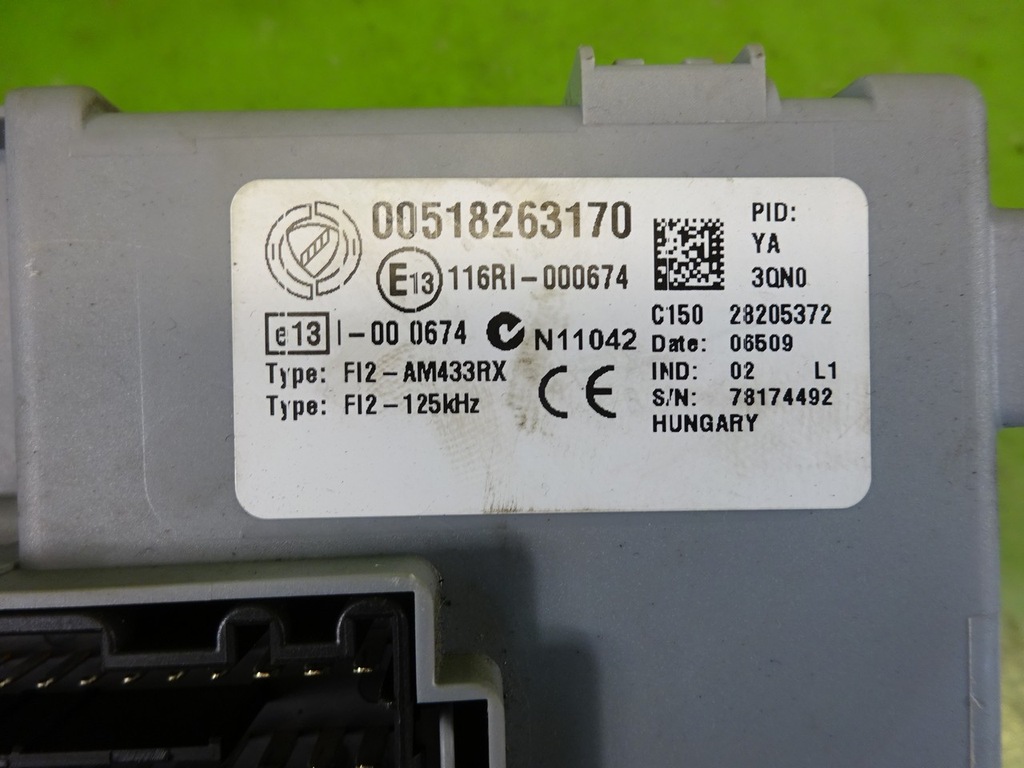 00518263170
E13 116RI-000674
e13 I-00 0674 N11042
Type: FI2-AM433RX
Type: FI2-125kHz
CE
PID:
YA
3QN0
C150 28205372
Date: 06509
IND: 02 L1
S/N: 78174492
HUNGARY